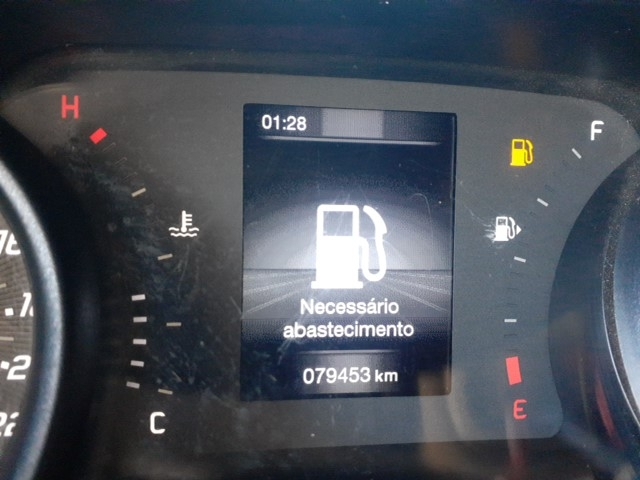 H
01:28
F
Necessário
abastecimento
079453 km
E
C